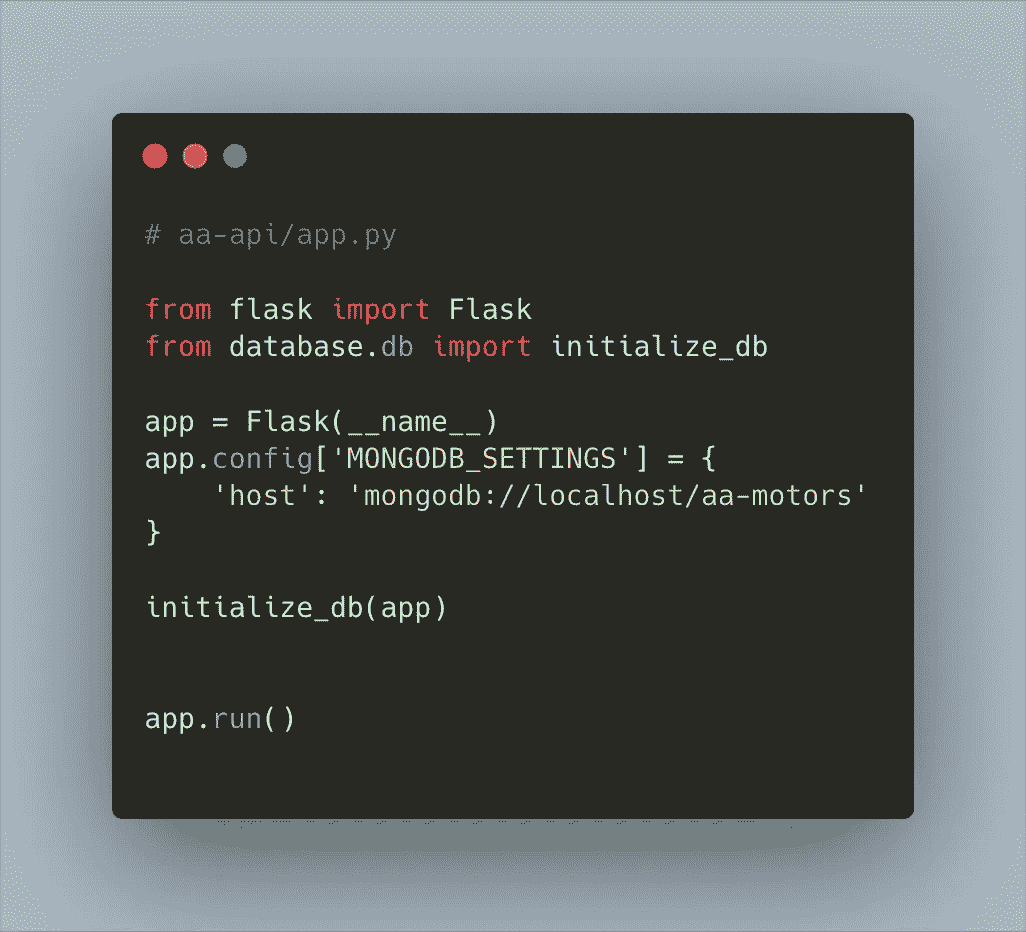 # aa-api/app.py
from flask import Flask
from database.db import initialize_db
app = Flask(__name__)
app.config['MONGODB_SETTINGS'] = {
    'host': 'mongodb://localhost/aa-motors'
}
initialize_db(app)
app.run()